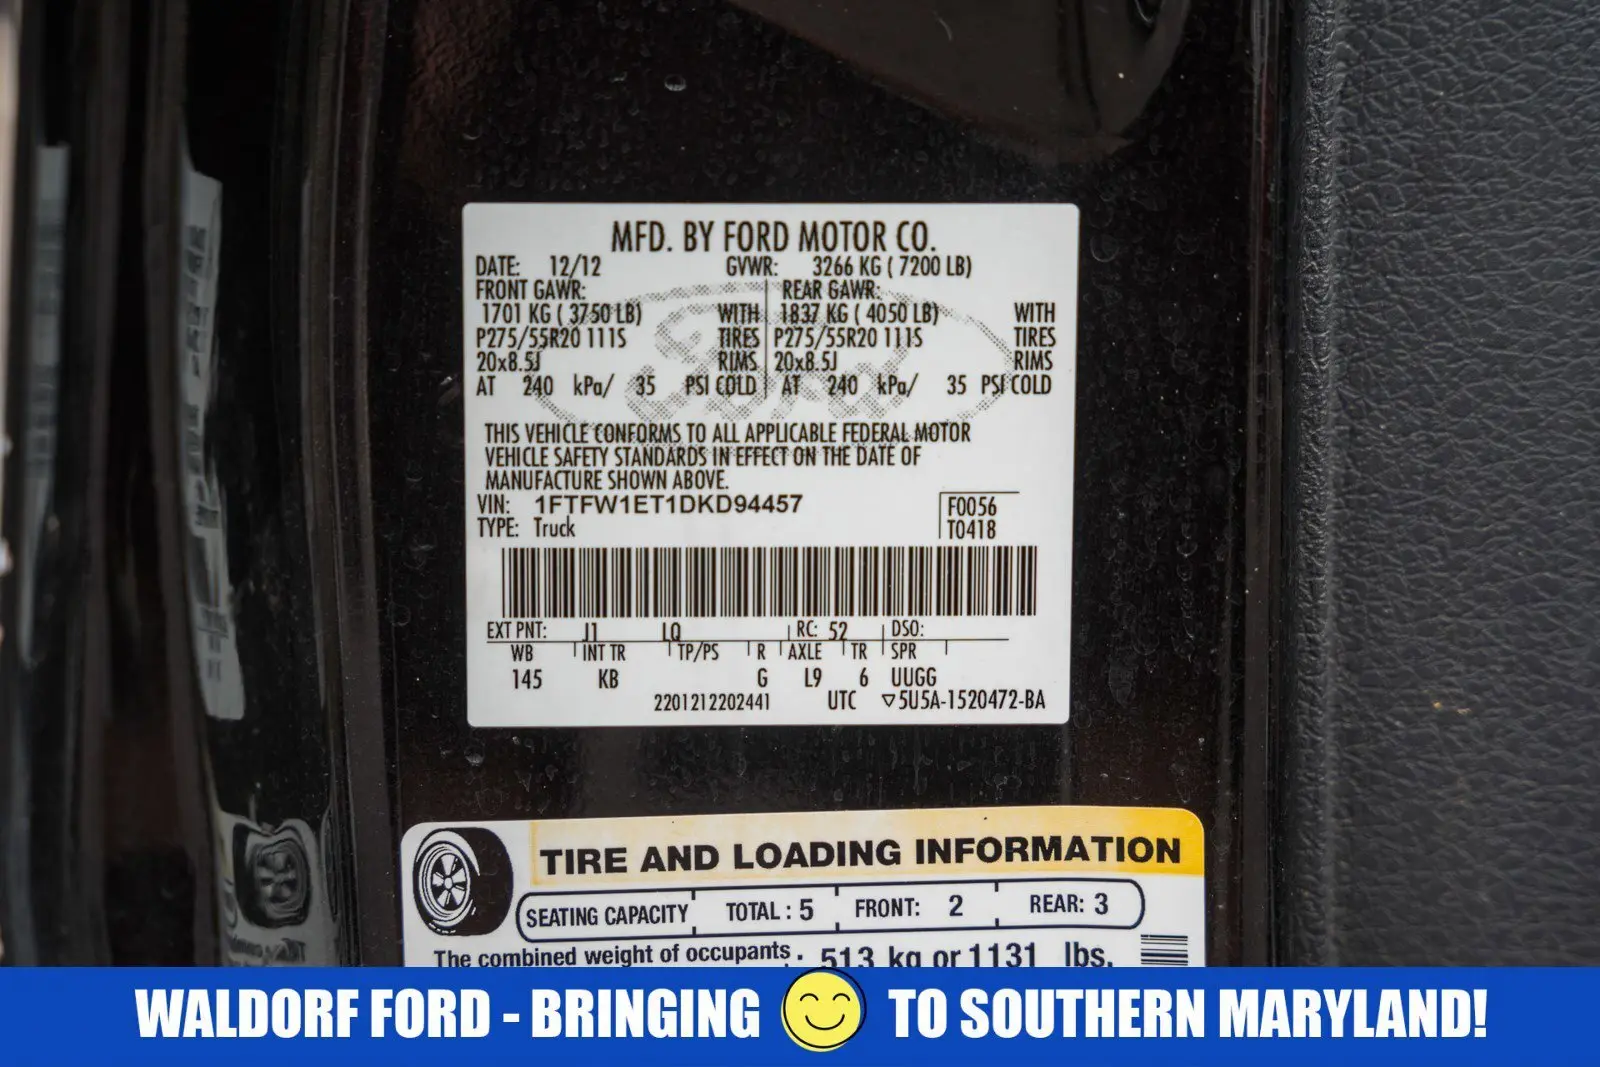 MFD. BY FORD MOTOR CO.
DATE: 12/12 GVWR: 3266 KG ( 7200 LB)
FRONT GAWR: REAR GAWR:
1701 KG ( 3750 LB) WITH 1837 KG ( 4050 LB) WITH
P275/55R20 111S TIRES P275/55R20 111S TIRES
20x8.5J RIMS 20x8.5J RIMS
AT 240 kPa/ 35 PSI COLD AT 240 kPa/ 35 PSI COLD
Ford
THIS VEHICLE CONFORMS TO ALL APPLICABLE FEDERAL MOTOR
VEHICLE SAFETY STANDARDS IN EFFECT ON THE DATE OF
MANUFACTURE SHOWN ABOVE.
VIN: 1FTFW1ET1DKD94457 F0056
TYPE: Truck T0418
EXT PNT: J1 LQ RC: 52 DSO:
WB INT TR TP/PS R AXLE TR SPR
145 KB G L9 6 UUGG
2201212202441 UTC ▽5U5A-1520472-BA
TIRE AND LOADING INFORMATION
SEATING CAPACITY TOTAL : 5 FRONT: 2 REAR: 3
The combined weight of occupants 513 kg or 1131 lbs.
WALDORF FORD - BRINGING 😊 TO SOUTHERN MARYLAND!